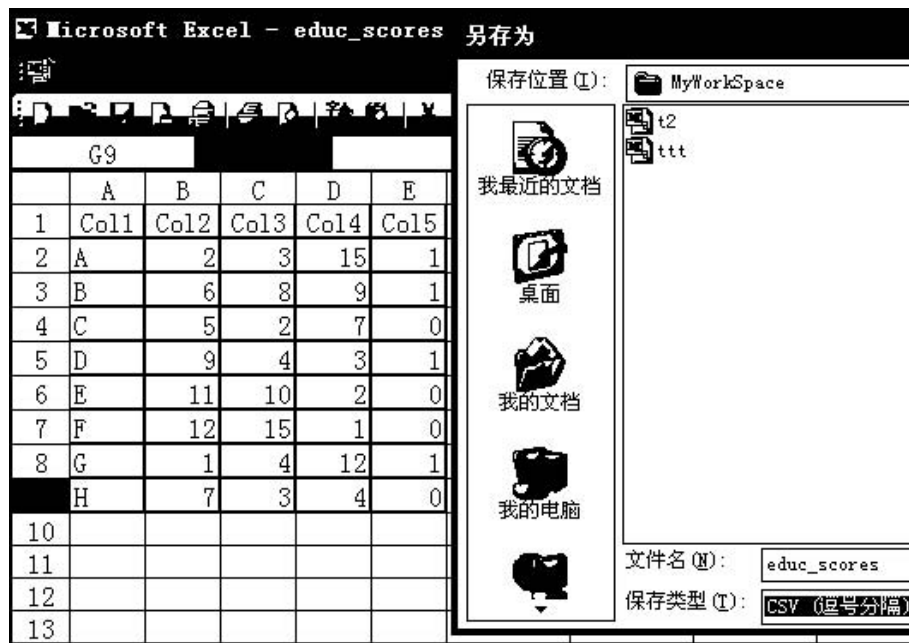 Microsoft Excel - educ_scores
G9
A B C D E
1 Col1 Col2 Col3 Col4 Col5
2 A 2 3 15 1
3 B 6 8 9 1
4 C 5 2 7 0
5 D 9 4 3 1
6 E 11 10 2 0
7 F 12 15 1 0
8 G 1 4 12 1
H 7 3 4 0
10
11
12
13
另存为
保存位置(I): MyWorkSpace
t2
ttt
我最近的文档
桌面
我的文档
我的电脑
文件名(N): educ_scores
保存类型(T): CSV (逗号分隔)